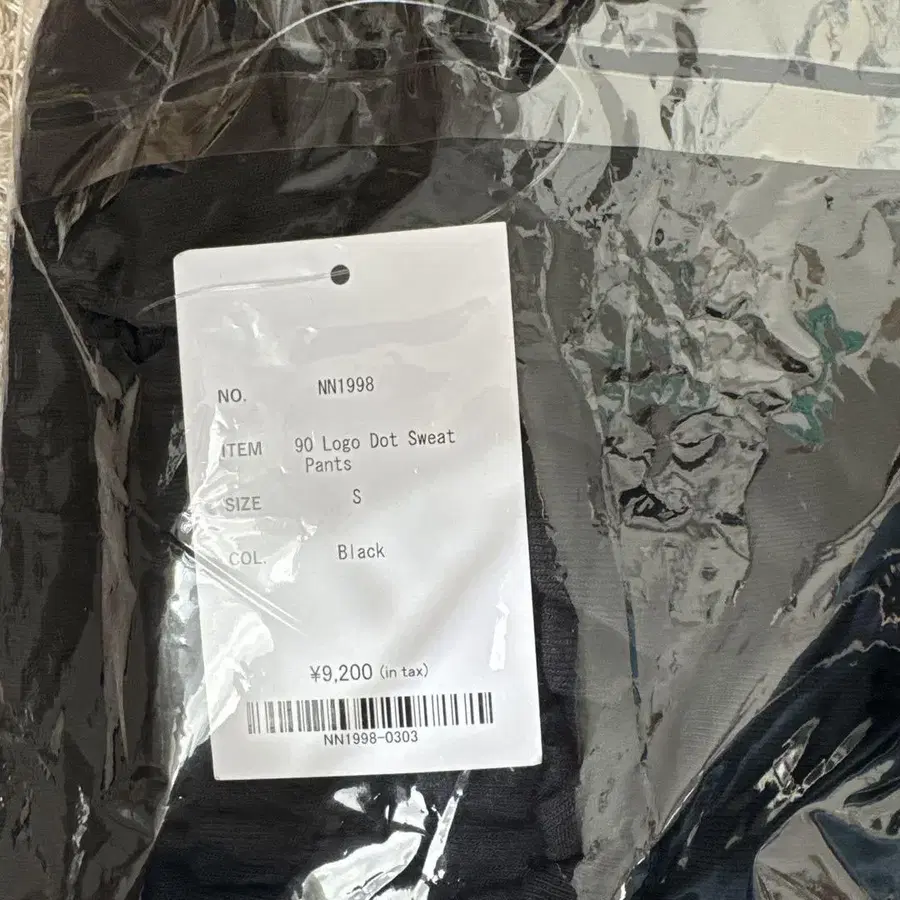 NO. NN1998
ITEM 90 Logo Dot Sweat
Pants
SIZE S
COL. Black
¥9,200 (in tax)
NN1998-0303